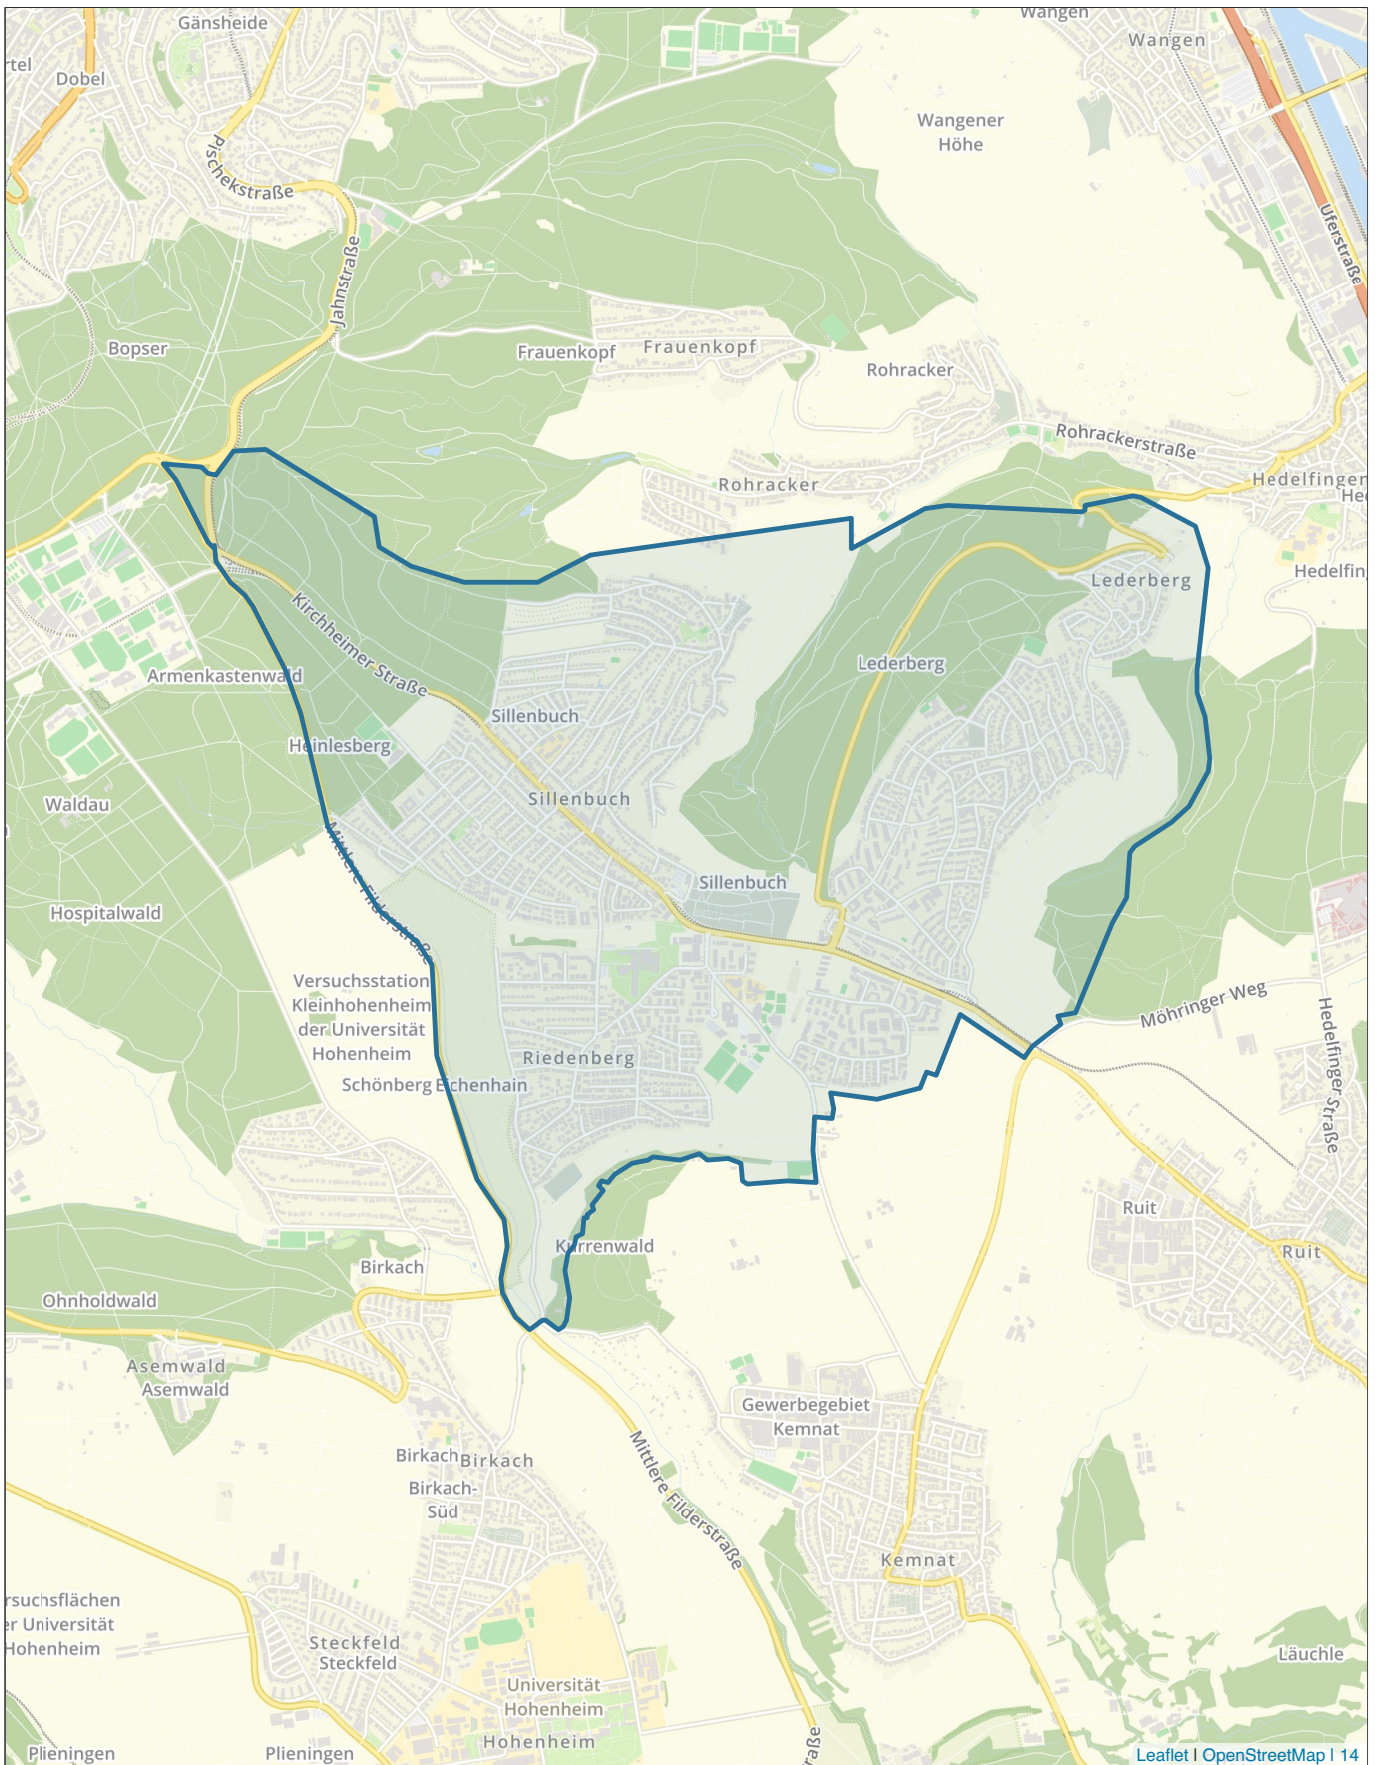 Gänsheide
Wangen
Wangen
rtel
Dobel
Pischekstraße
Wangener
Höhe
Uferstraße
Jahnstraße
Bopser
Frauenkopf
Frauenkopf
Rohracker
Rohrackerstraße
Rohracker
Hedelfingen
Hedelfin
Lederberg
Kirchheimer Straße
Lederberg
Armenkastenwald
Sillenbuch
Heinlesberg
Waldau
Sillenbuch
Mittlere Filderstraße
Sillenbuch
Hospitalwald
Versuchsstation
Kleinhohenheim
der Universität
Hohenheim
Möhringer Weg
Hedelfinger Straße
Riedenberg
Schönberg Eichenhain
Ruit
Kurrenwald
Ruit
Birkach
Ohnholdwald
Asemwald
Asemwald
Gewerbegebiet
Kemnat
Birkach
Birkach
Birkach-
Süd
Mittlere Filderstraße
Kemnat
rsuchsflächen
er Universität
Hohenheim
Steckfeld
Steckfeld
Läuchle
Universität
Hohenheim
Hohenheim
Plieningen
Plieningen
raße
Leaflet | OpenStreetMap | 14